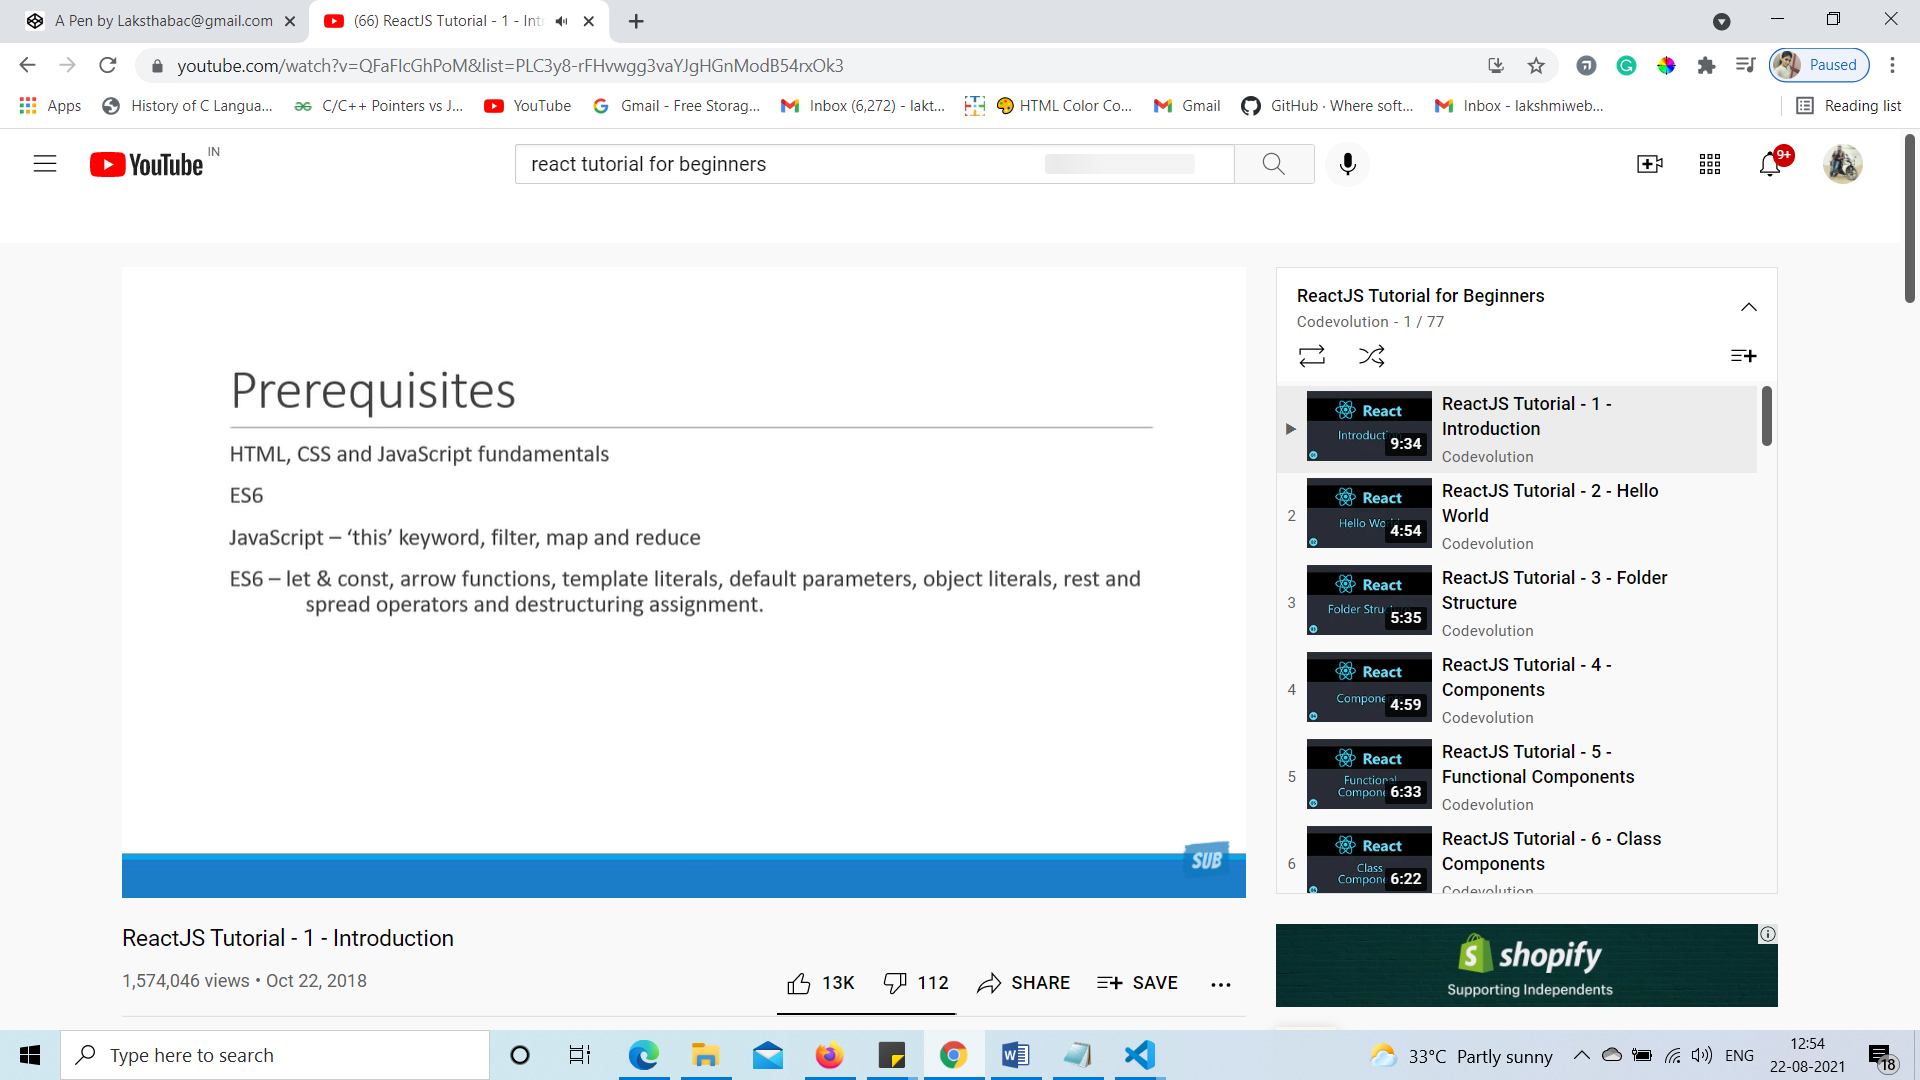 A Pen by Laksthabac@gmail.com
(66) ReactJS Tutorial - 1 - Int
youtube.com/watch?v=QFaFIcGhPoM&list=PLC3y8-rFHvwgg3vaYJgHGnModB54rxOk3
Paused
Apps
History of C Langua...
C/C++ Pointers vs J...
YouTube
Gmail - Free Storag...
Inbox (6,272) - lakt...
HTML Color Co...
Gmail
GitHub · Where soft...
Inbox - lakshmiweb...
Reading list
YouTube IN
react tutorial for beginners
9+
Prerequisites
HTML, CSS and JavaScript fundamentals
ES6
JavaScript – ‘this’ keyword, filter, map and reduce
ES6 – let & const, arrow functions, template literals, default parameters, object literals, rest and
spread operators and destructuring assignment.
SUB
ReactJS Tutorial - 1 - Introduction
1,574,046 views • Oct 22, 2018
13K
112
SHARE
SAVE
ReactJS Tutorial for Beginners
Codevolution - 1 / 77
React
Introduct
9:34
ReactJS Tutorial - 1 -
Introduction
Codevolution
2
React
Hello Wo
4:54
ReactJS Tutorial - 2 - Hello
World
Codevolution
3
React
Folder Stru
5:35
ReactJS Tutorial - 3 - Folder
Structure
Codevolution
4
React
Compone
4:59
ReactJS Tutorial - 4 -
Components
Codevolution
5
React
Functional
Compone
6:33
ReactJS Tutorial - 5 -
Functional Components
Codevolution
6
React
Class
Compone
6:22
ReactJS Tutorial - 6 - Class
Components
Codevolution
shopify
Supporting Independents
Type here to search
33°C Partly sunny
ENG
12:54
22-08-2021
18